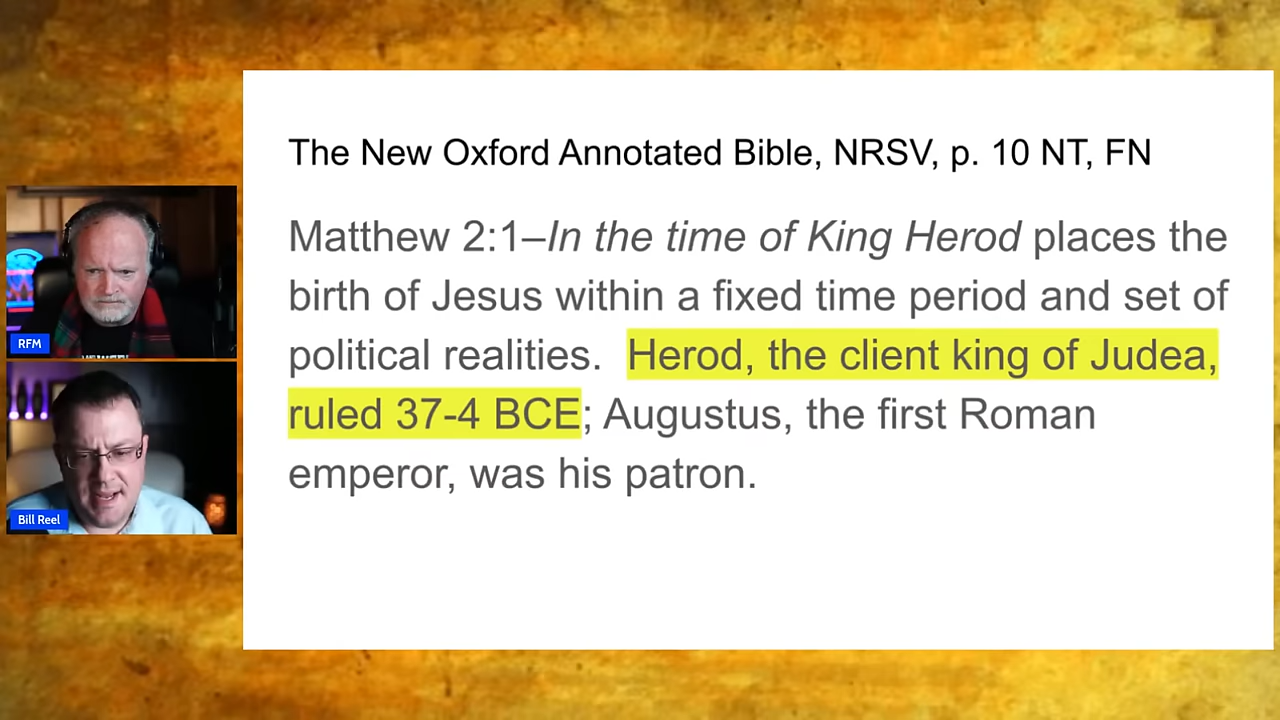 The New Oxford Annotated Bible, NRSV, p. 10 NT, FN
Matthew 2:1–In the time of King Herod places the
birth of Jesus within a fixed time period and set of
political realities.  Herod, the client king of Judea,
ruled 37-4 BCE; Augustus, the first Roman
emperor, was his patron.
RFM
Bill Reel